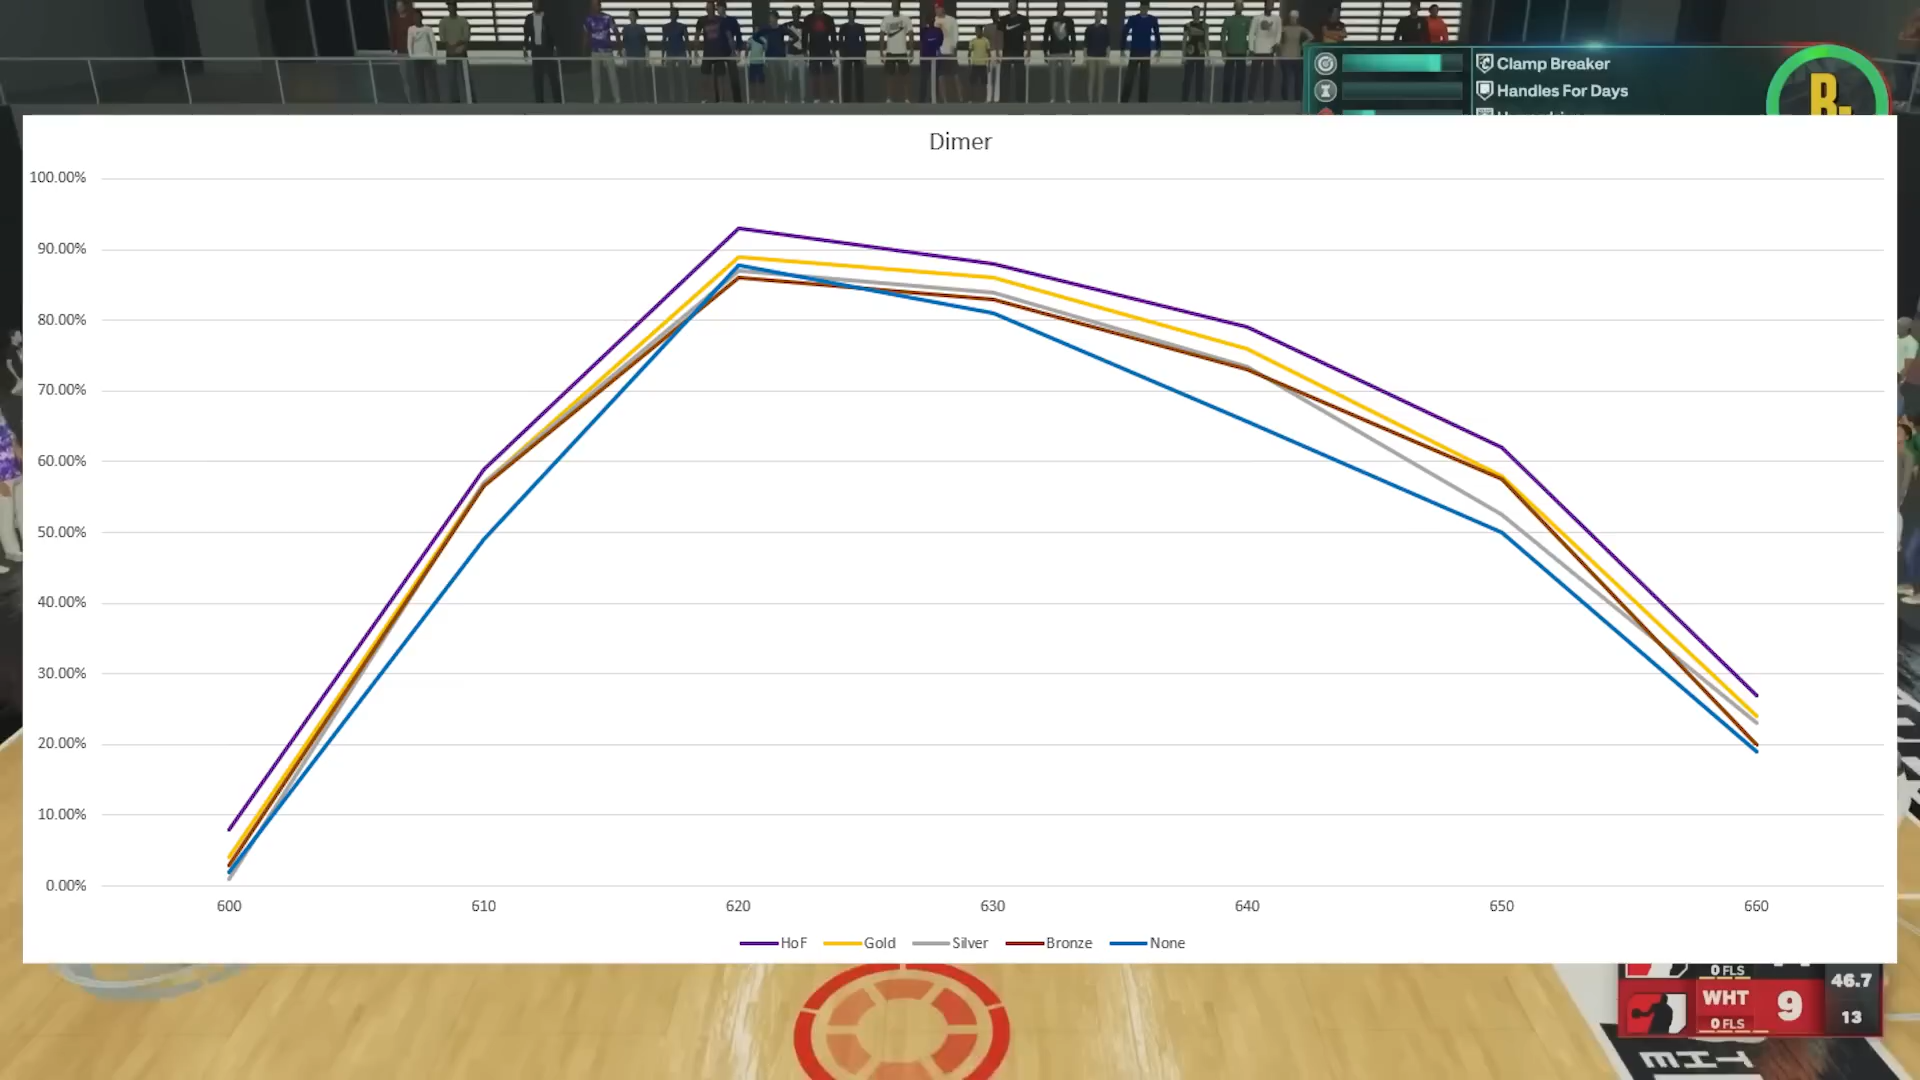 Clamp Breaker
Handles For Days
B-
Dimer
100.00%
90.00%
80.00%
70.00%
60.00%
50.00%
40.00%
30.00%
20.00%
10.00%
0.00%
600 610 620 630 640 650 660
HoF Gold Silver Bronze None
0 FLS
46.7
WHT 9
0 FLS
13